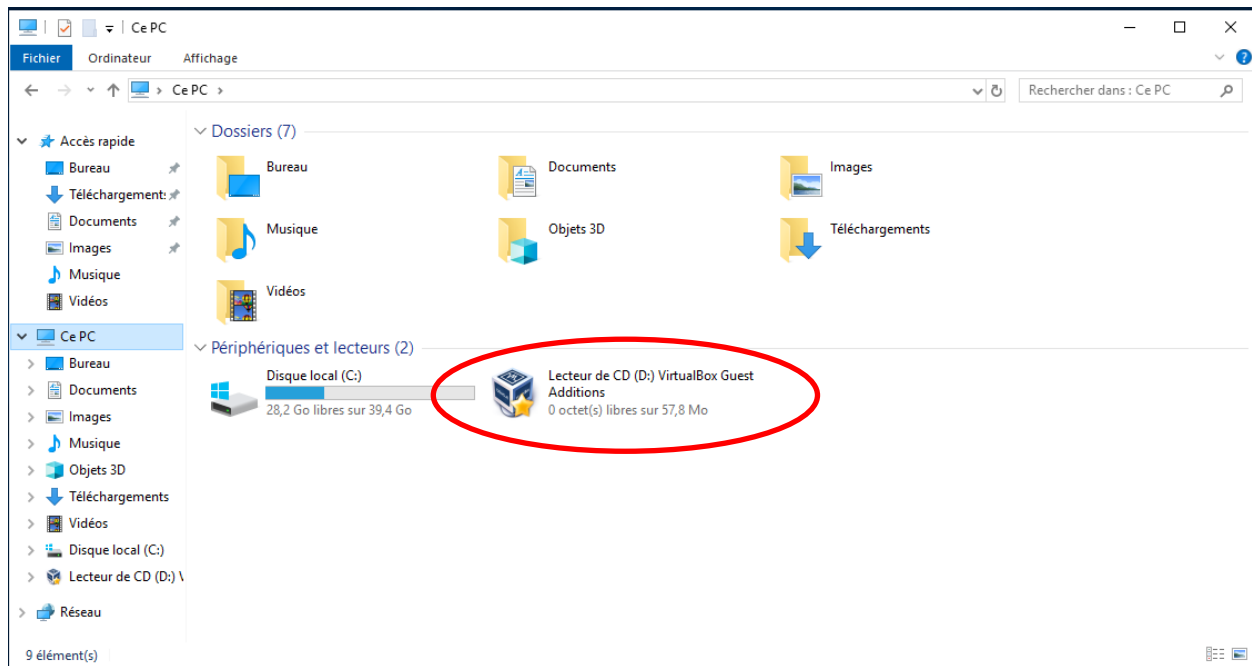 Ce PC
Fichier Ordinateur Affichage
Ce PC
Rechercher dans : Ce PC
Accès rapide
Bureau
Téléchargements
Documents
Images
Musique
Vidéos
Ce PC
Bureau
Documents
Images
Musique
Objets 3D
Téléchargements
Vidéos
Disque local (C:)
Lecteur de CD (D:) V
Réseau
Dossiers (7)
Bureau
Documents
Images
Musique
Objets 3D
Téléchargements
Vidéos
Périphériques et lecteurs (2)
Disque local (C:)
28,2 Go libres sur 39,4 Go
Lecteur de CD (D:) VirtualBox Guest
Additions
0 octet(s) libres sur 57,8 Mo
9 élément(s)